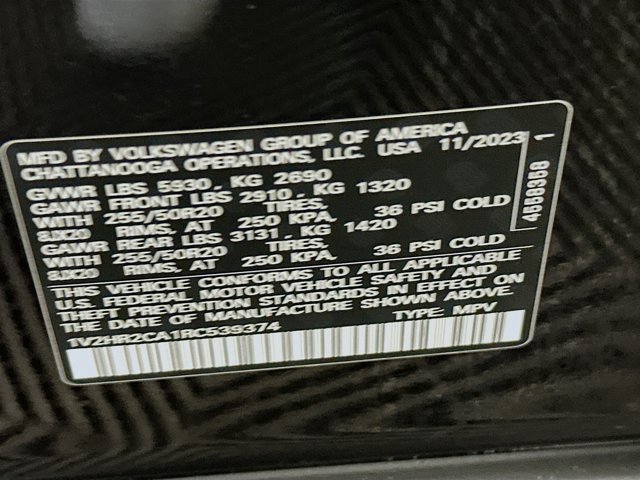 MFD BY VOLKSWAGEN GROUP OF AMERICA
CHATTANOOGA OPERATIONS, LLC. USA 11/2023
GVWR LBS 5930, KG 2690
GAWR FRONT LBS 2910, KG 1320
WITH 255/50R20 TIRES,
8JX20 RIMS, AT 250 KPA, 36 PSI COLD
GAWR REAR LBS 3131, KG 1420
WITH 255/50R20 TIRES,
8JX20 RIMS, AT 250 KPA, 36 PSI COLD
THIS VEHICLE CONFORMS TO ALL APPLICABLE
U.S. FEDERAL MOTOR VEHICLE SAFETY AND
THEFT PREVENTION STANDARDS IN EFFECT ON
THE DATE OF MANUFACTURE SHOWN ABOVE.
1V2HR2CA1RC539374 TYPE: MPV
1